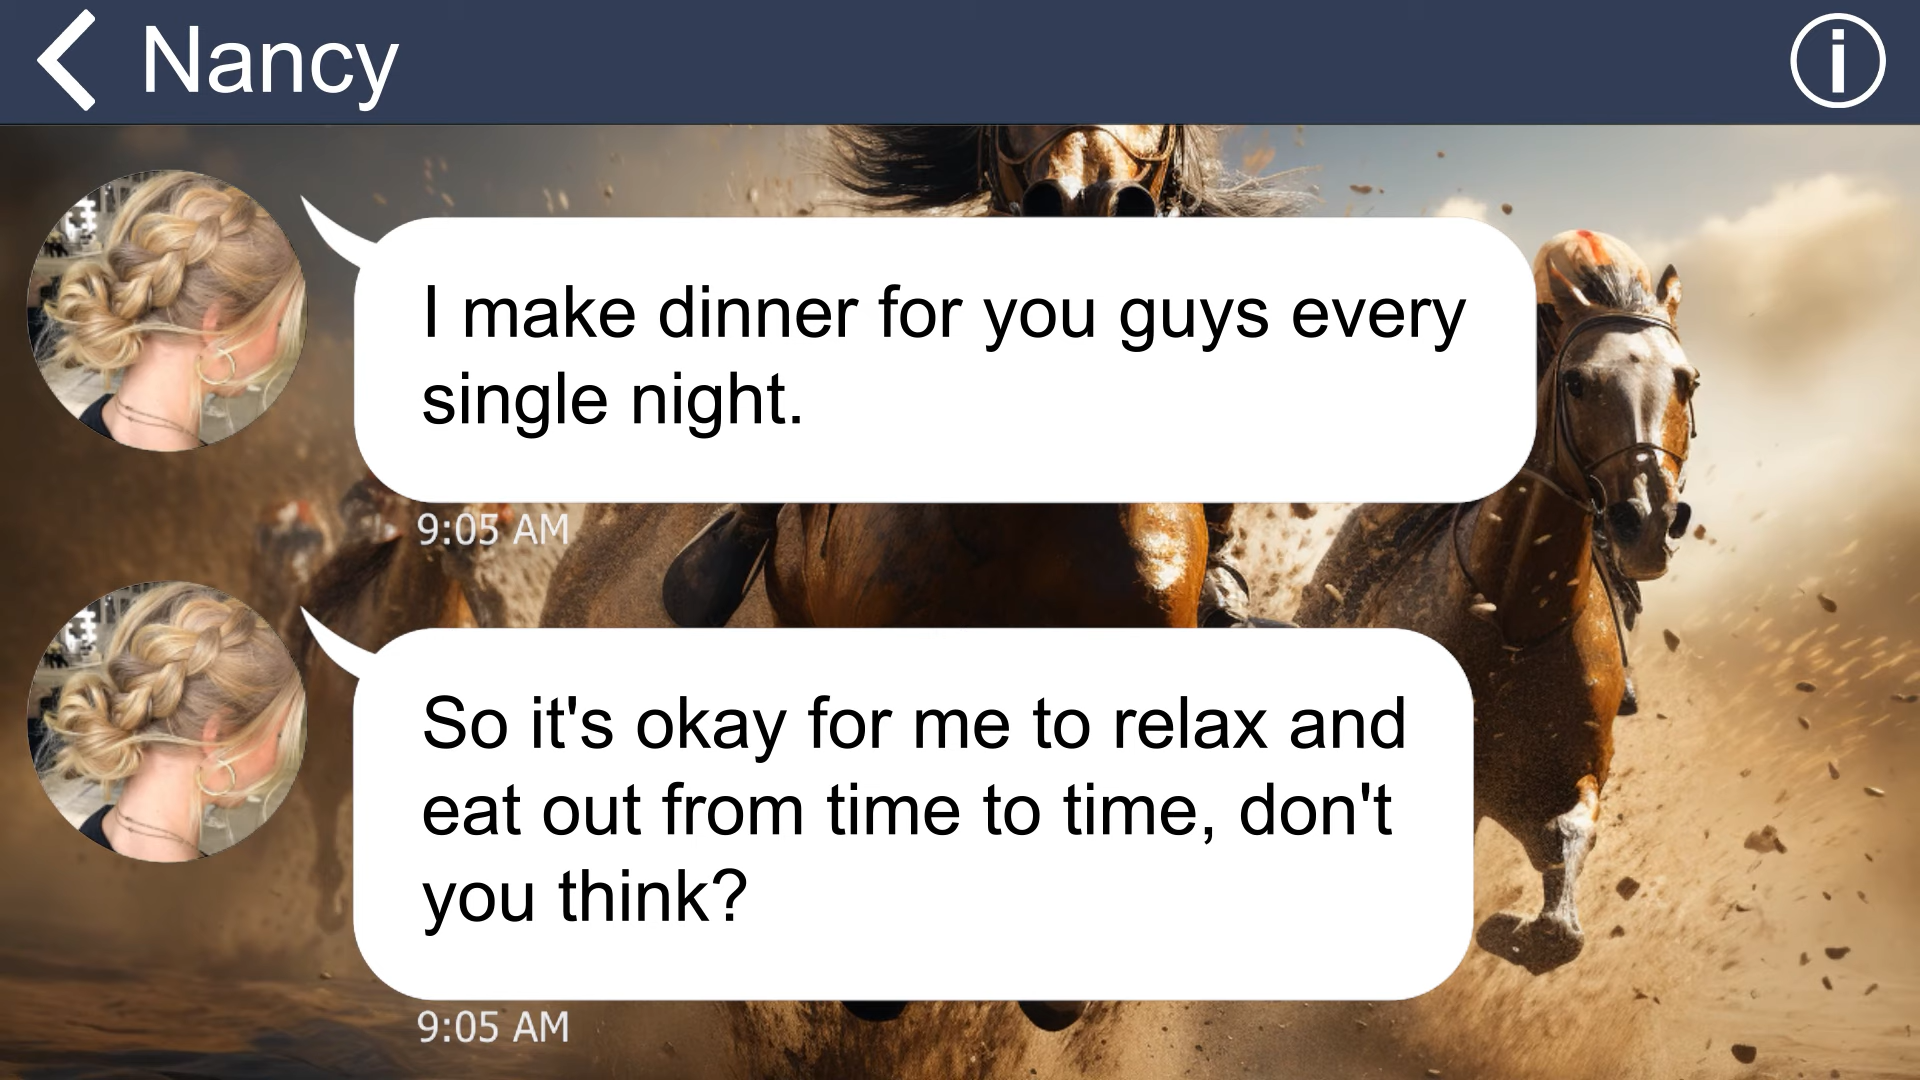 Nancy
I make dinner for you guys every
single night.
9:05 AM
So it's okay for me to relax and
eat out from time to time, don't
you think?
9:05 AM